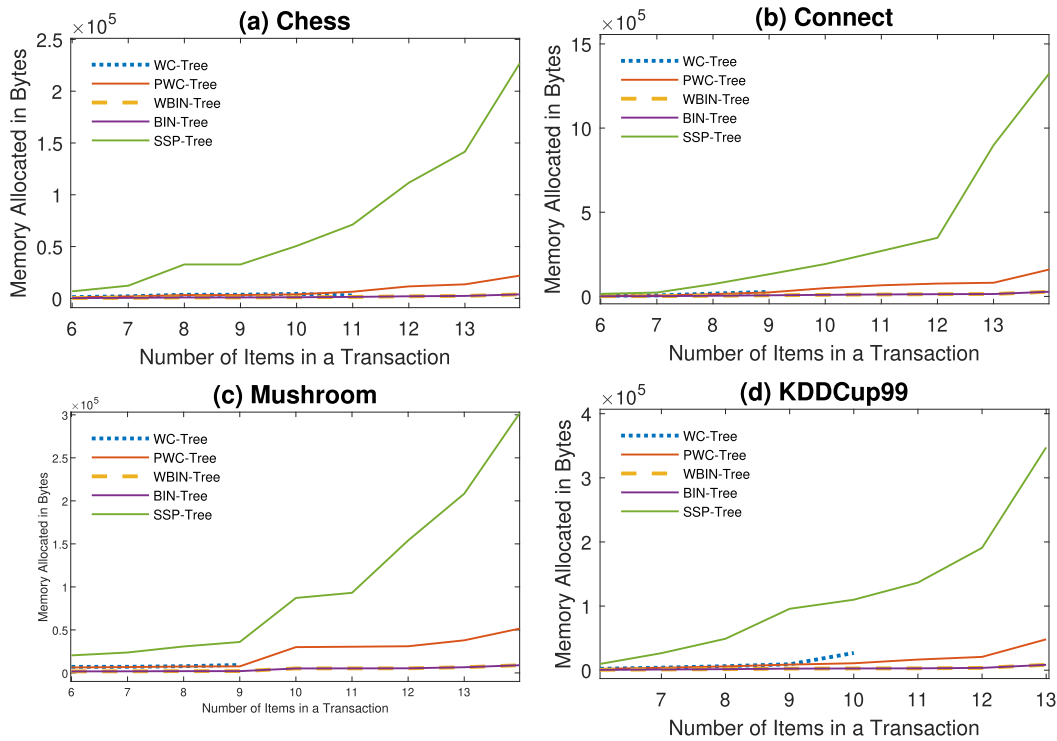 (a) Chess
×10^5
2.5
2
1.5
1
0.5
0
Memory Allocated in Bytes
WC-Tree
PWC-Tree
WBIN-Tree
BIN-Tree
SSP-Tree
6 7 8 9 10 11 12 13
Number of Items in a Transaction
(b) Connect
×10^5
15
10
5
0
Memory Allocated in Bytes
WC-Tree
PWC-Tree
WBIN-Tree
BIN-Tree
SSP-Tree
6 7 8 9 10 11 12 13
Number of Items in a Transaction
(c) Mushroom
×10^5
3
2.5
2
1.5
1
0.5
0
Memory Allocated in Bytes
WC-Tree
PWC-Tree
WBIN-Tree
BIN-Tree
SSP-Tree
6 7 8 9 10 11 12 13
Number of Items in a Transaction
(d) KDDCup99
×10^5
4
2
0
Memory Allocated in Bytes
WC-Tree
PWC-Tree
WBIN-Tree
BIN-Tree
SSP-Tree
7 8 9 10 11 12 13
Number of Items in a Transaction